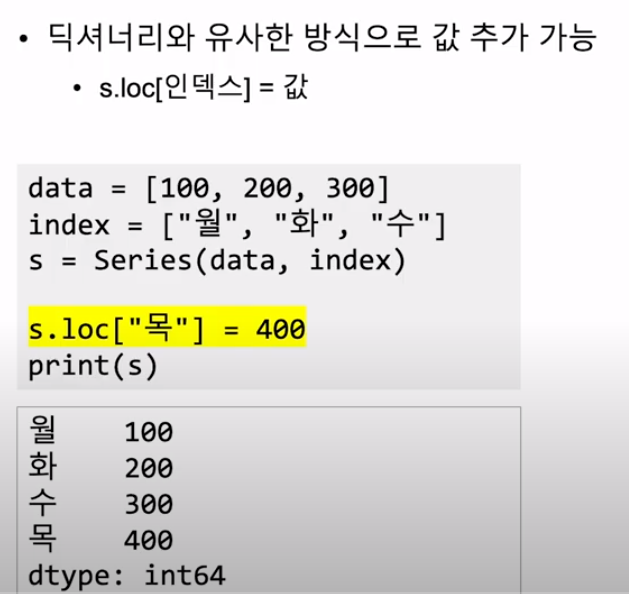 • 딕셔너리와 유사한 방식으로 값 추가 가능
• s.loc[인덱스] = 값
data = [100, 200, 300]
index = ["월", "화", "수"]
s = Series(data, index)
s.loc["목"] = 400
print(s)
월    100
화    200
수    300
목    400
dtype: int64